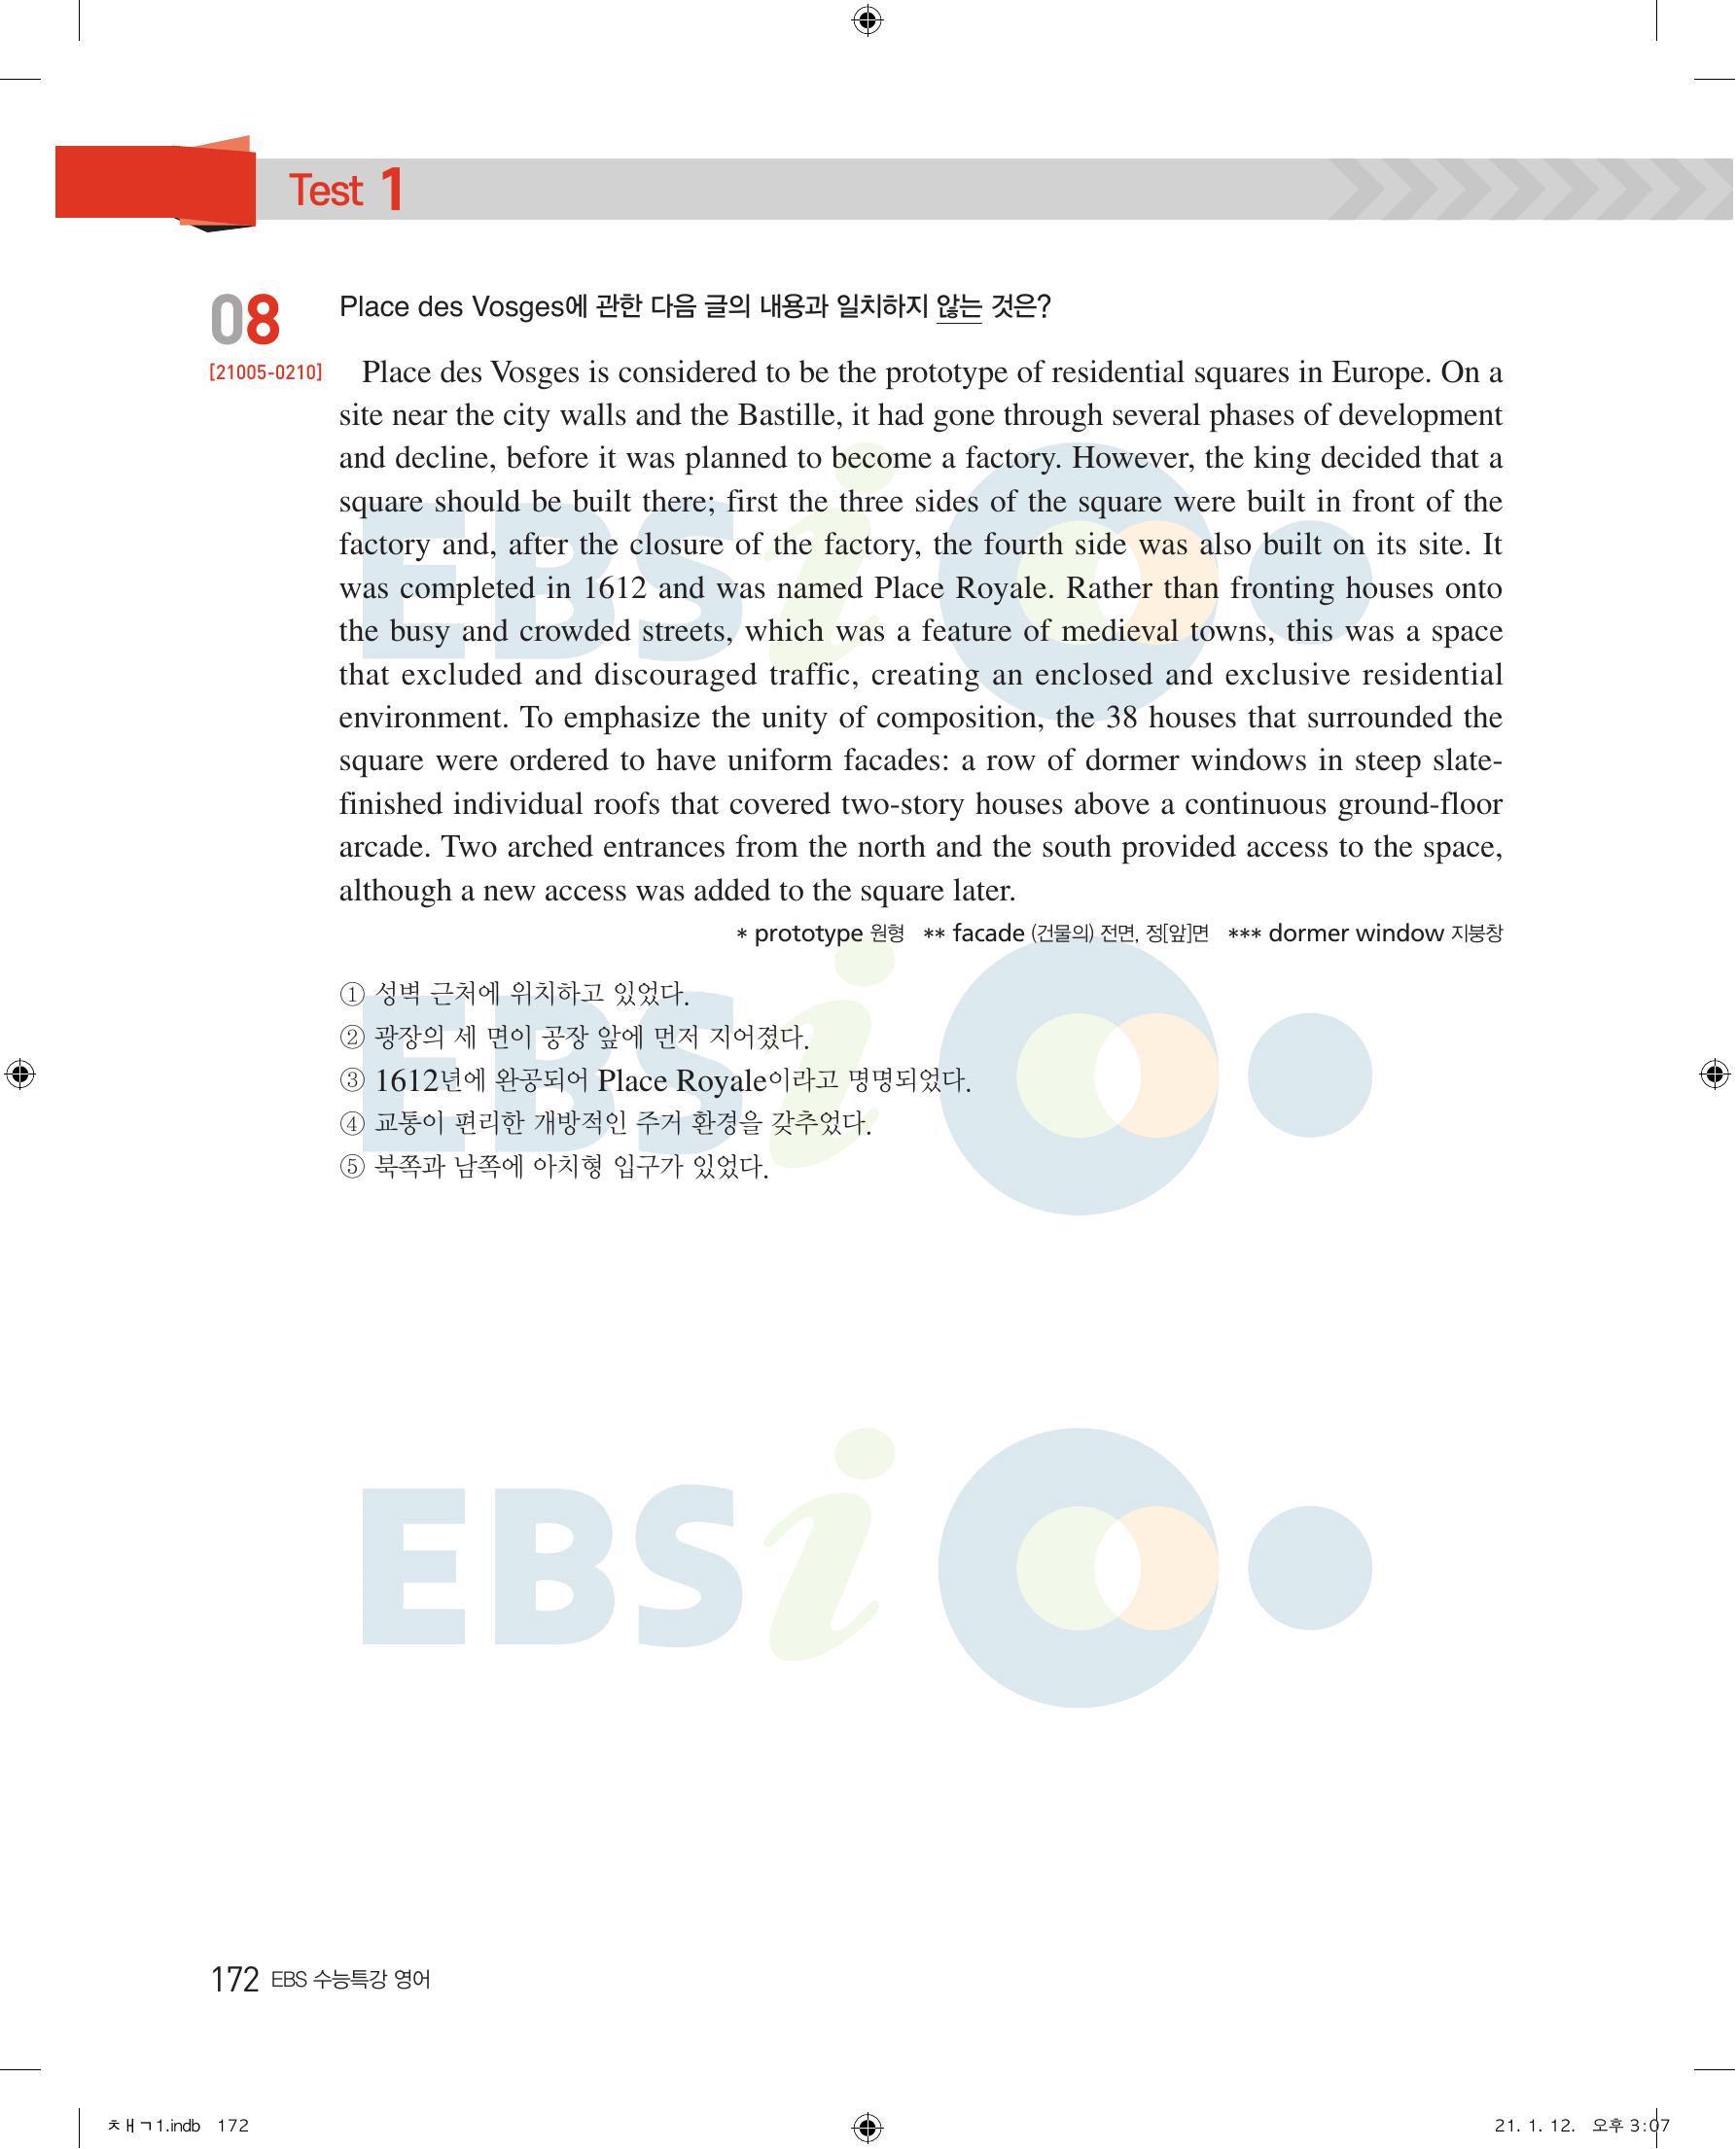 Test 1
08
[21005-0210]
Place des Vosges에 관한 다음 글의 내용과 일치하지 않는 것은?
Place des Vosges is considered to be the prototype of residential squares in Europe. On a
site near the city walls and the Bastille, it had gone through several phases of development
and decline, before it was planned to become a factory. However, the king decided that a
square should be built there; first the three sides of the square were built in front of the
factory and, after the closure of the factory, the fourth side was also built on its site. It
was completed in 1612 and was named Place Royale. Rather than fronting houses onto
the busy and crowded streets, which was a feature of medieval towns, this was a space
that excluded and discouraged traffic, creating an enclosed and exclusive residential
environment. To emphasize the unity of composition, the 38 houses that surrounded the
square were ordered to have uniform facades: a row of dormer windows in steep slate-
finished individual roofs that covered two-story houses above a continuous ground-floor
arcade. Two arched entrances from the north and the south provided access to the space,
although a new access was added to the square later.
* prototype 원형 ** facade (건물의) 전면, 정[앞]면 *** dormer window 지붕창
① 성벽 근처에 위치하고 있었다.
② 광장의 세 면이 공장 앞에 먼저 지어졌다.
③ 1612년에 완공되어 Place Royale이라고 명명되었다.
④ 교통이 편리한 개방적인 주거 환경을 갖추었다.
⑤ 북쪽과 남쪽에 아치형 입구가 있었다.
EBSi
EBSi
EBSi
172 EBS 수능특강 영어
ㅊㅐㄱ1.indb 172
21. 1. 12. 오후 3:07